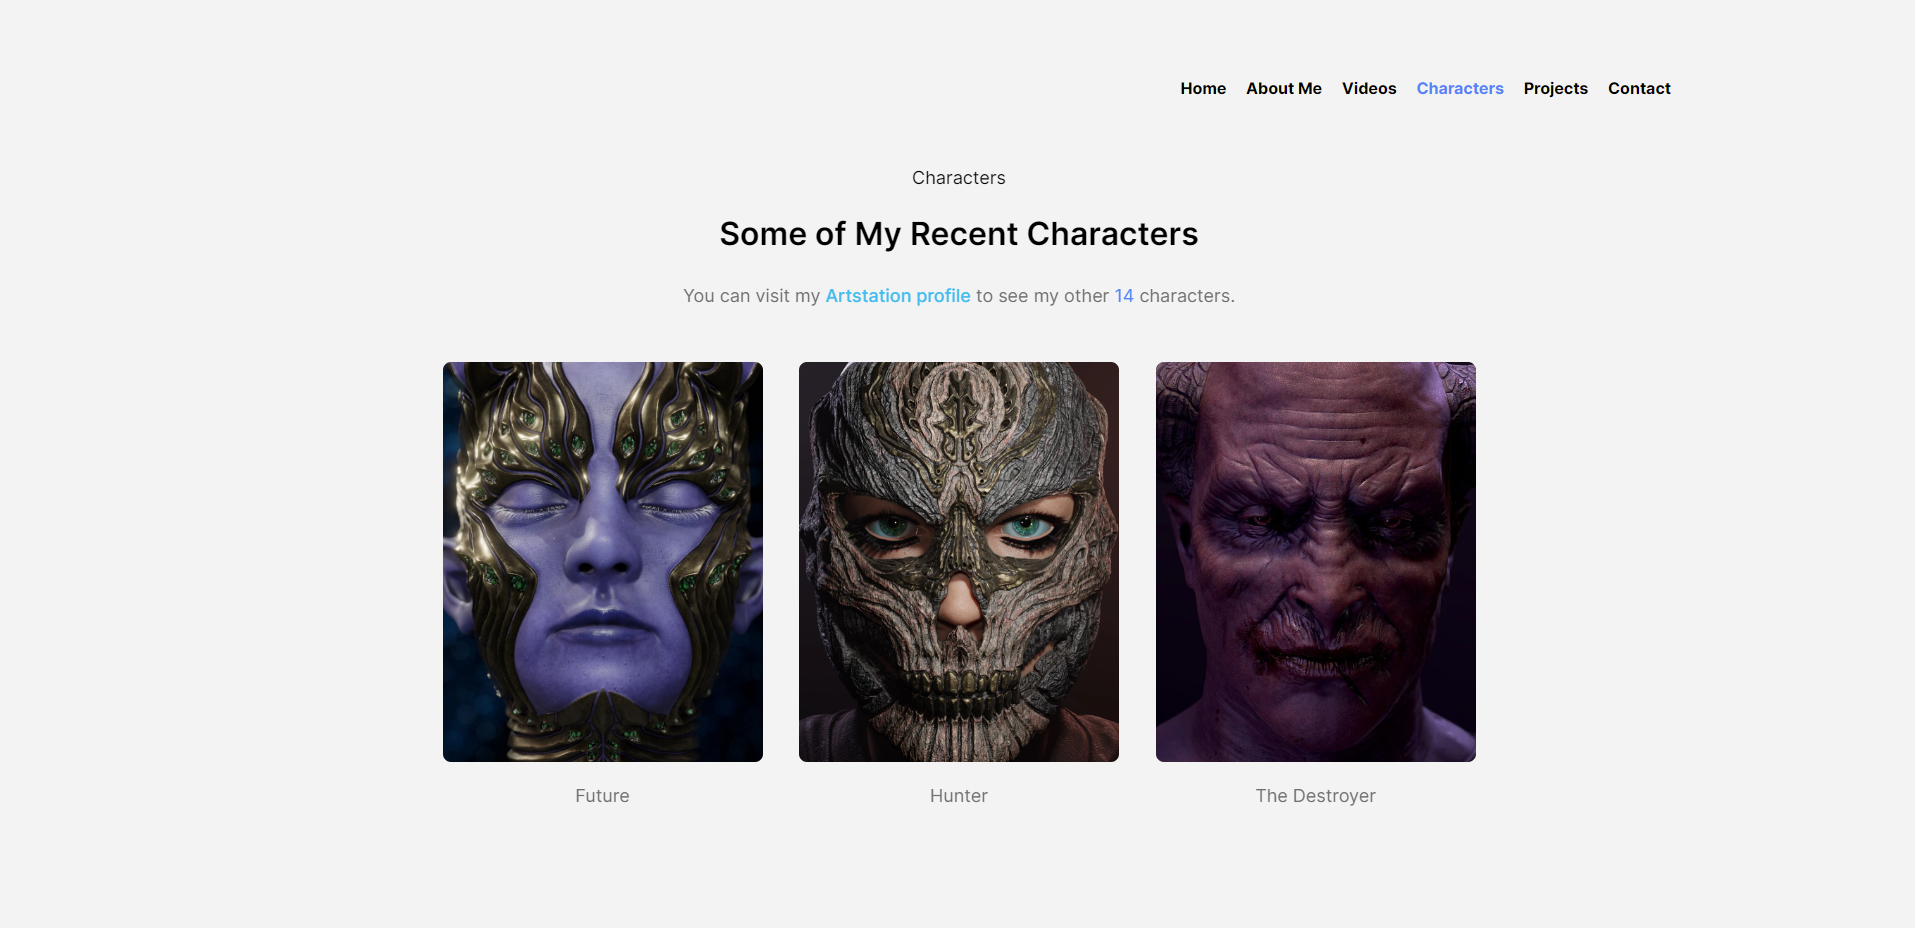 Home About Me Videos Characters Projects Contact
Characters
Some of My Recent Characters
You can visit my Artstation profile to see my other 14 characters.
Future Hunter The Destroyer